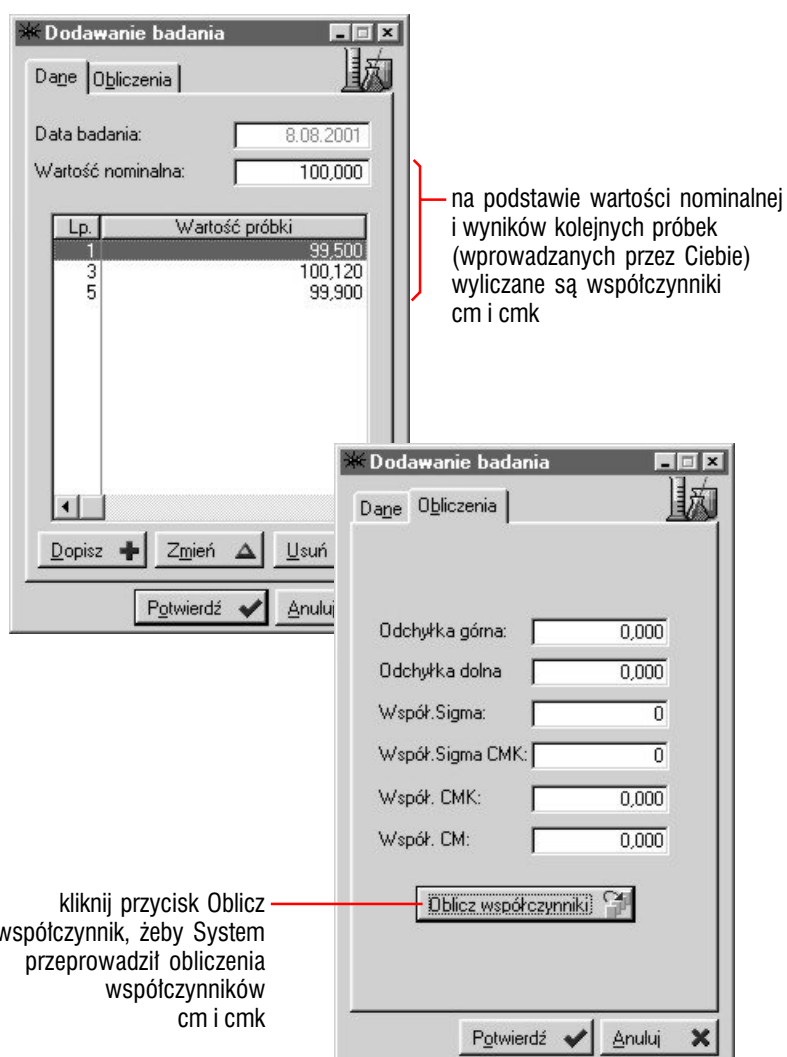 Dodawanie badania
Dane Obliczenia
Data badania: 8.08.2001
Wartość nominalna: 100,000
Lp. Wartość próbki
1 99,500
3 100,120
5 99,900
Dopisz Zmień Usuń
Potwierdź Anuluj
na podstawie wartości nominalnej
i wyników kolejnych próbek
(wprowadzanych przez Ciebie)
wyliczane są współczynniki
cm i cmk
Dodawanie badania
Dane Obliczenia
Odchyłka górna: 0,000
Odchyłka dolna 0,000
Współ.Sigma: 0
Współ.Sigma CMK: 0
Współ. CMK: 0,000
Współ. CM: 0,000
Oblicz współczynniki
Potwierdź Anuluj
kliknij przycisk Oblicz
współczynnik, żeby System
przeprowadził obliczenia
współczynników
cm i cmk